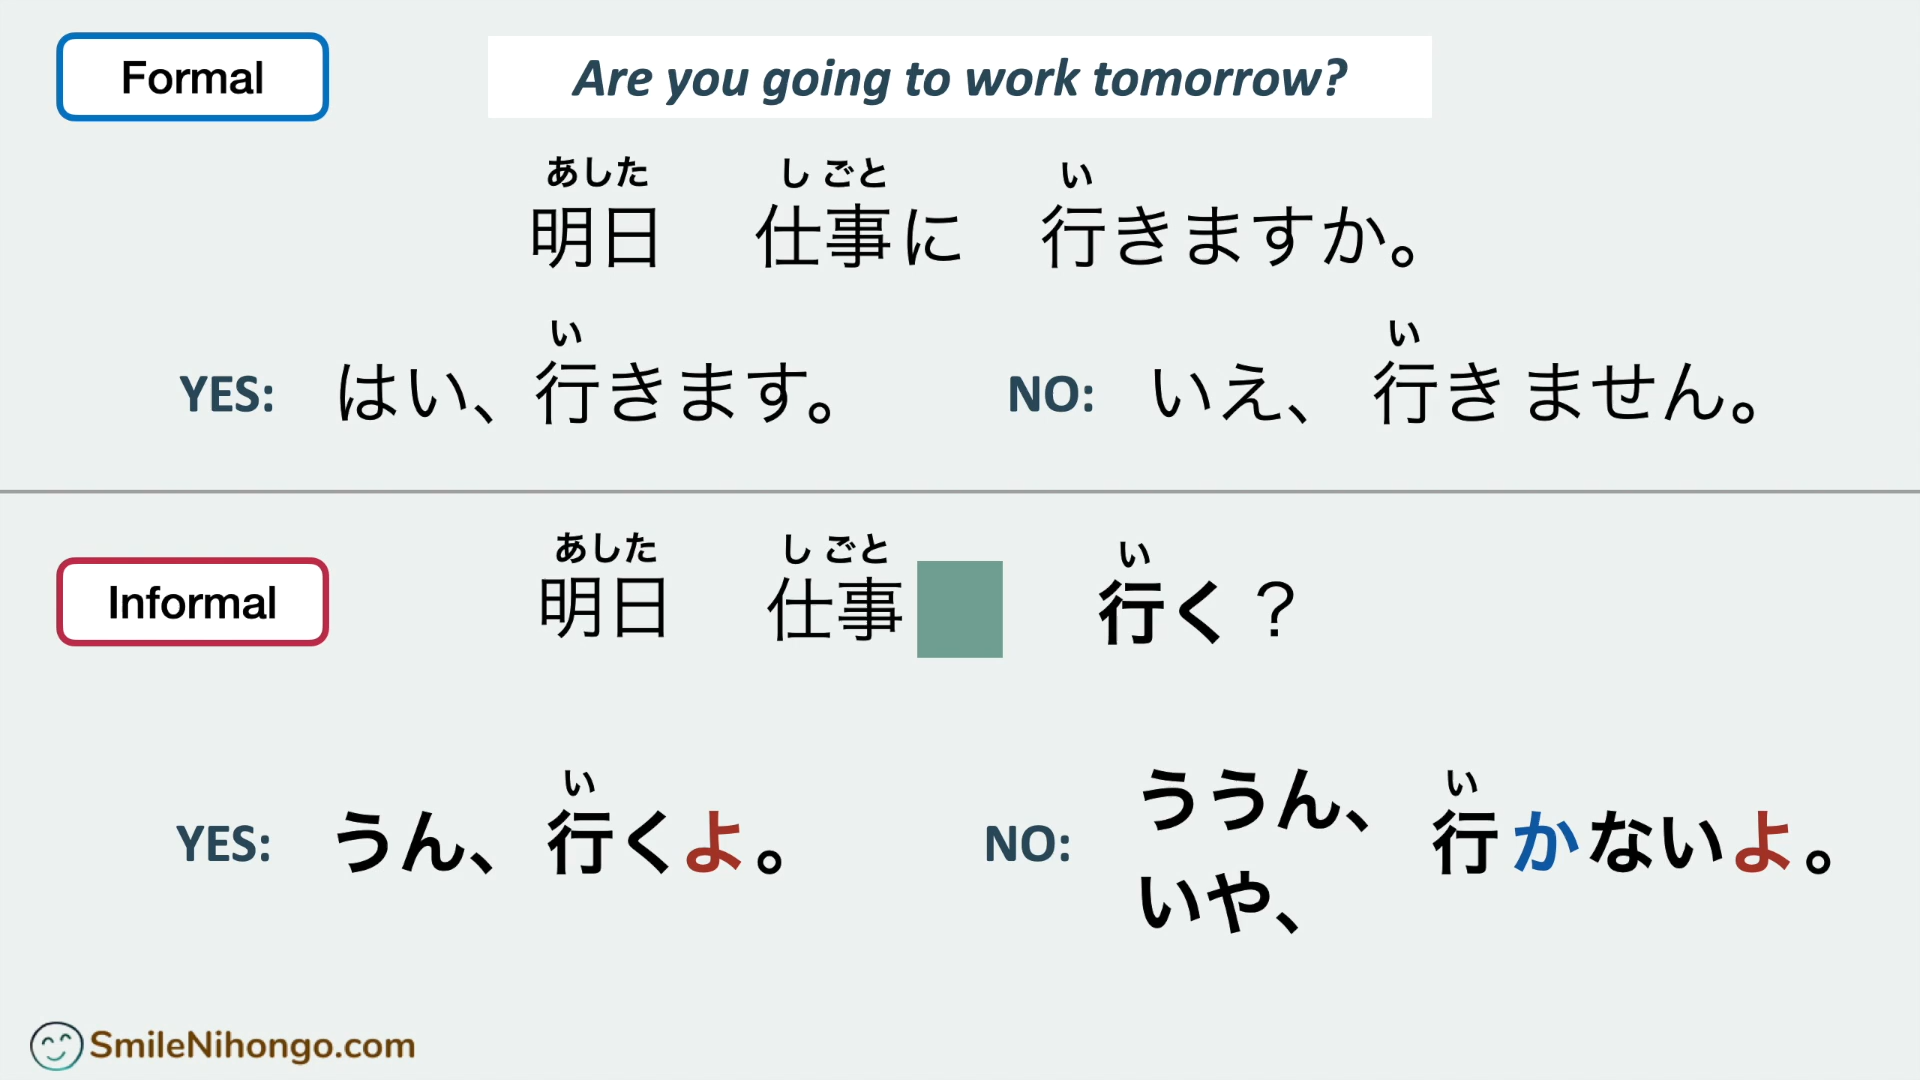 Formal
Are you going to work tomorrow?
あした しごと い
明日 仕事に 行きますか。
い い
YES: はい、行きます。 NO: いえ、行きません。
あした しごと い
Informal 明日 仕事 行く？
い い
ううん、
YES: うん、行くよ。 NO: 行かないよ。
いや、
SmileNihongo.com